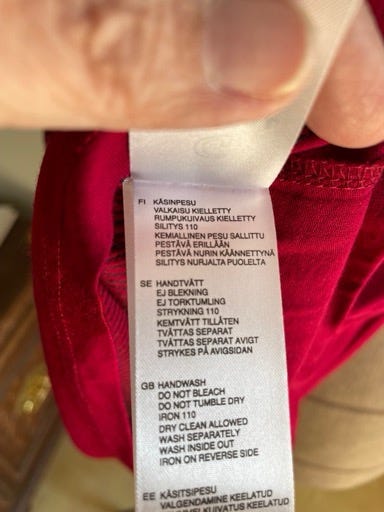 FI KÄSINPESU
VALKAISU KIELLETTY
RUMPUKUIVAUS KIELLETTY
SILITYS 110
KEMIALLINEN PESU SALLITTU
PESTÄVÄ ERILLÄÄN
PESTÄVÄ NURIN KÄÄNNETTYNÄ
SILITYS NURJALTA PUOLELTA
SE HANDTVÄTT
EJ BLEKNING
EJ TORKTUMLING
STRYKNING 110
KEMTVÄTT TILLÅTEN
TVÄTTAS SEPARAT
TVÄTTAS SEPARAT AVIGT
STRYKES PÅ AVIGSIDAN
GB HANDWASH
DO NOT BLEACH
DO NOT TUMBLE DRY
IRON 110
DRY CLEAN ALLOWED
WASH SEPARATELY
WASH INSIDE OUT
IRON ON REVERSE SIDE
EE KÄSITSIPESU
VALGENDAMINE KEELATUD
KEELATUD